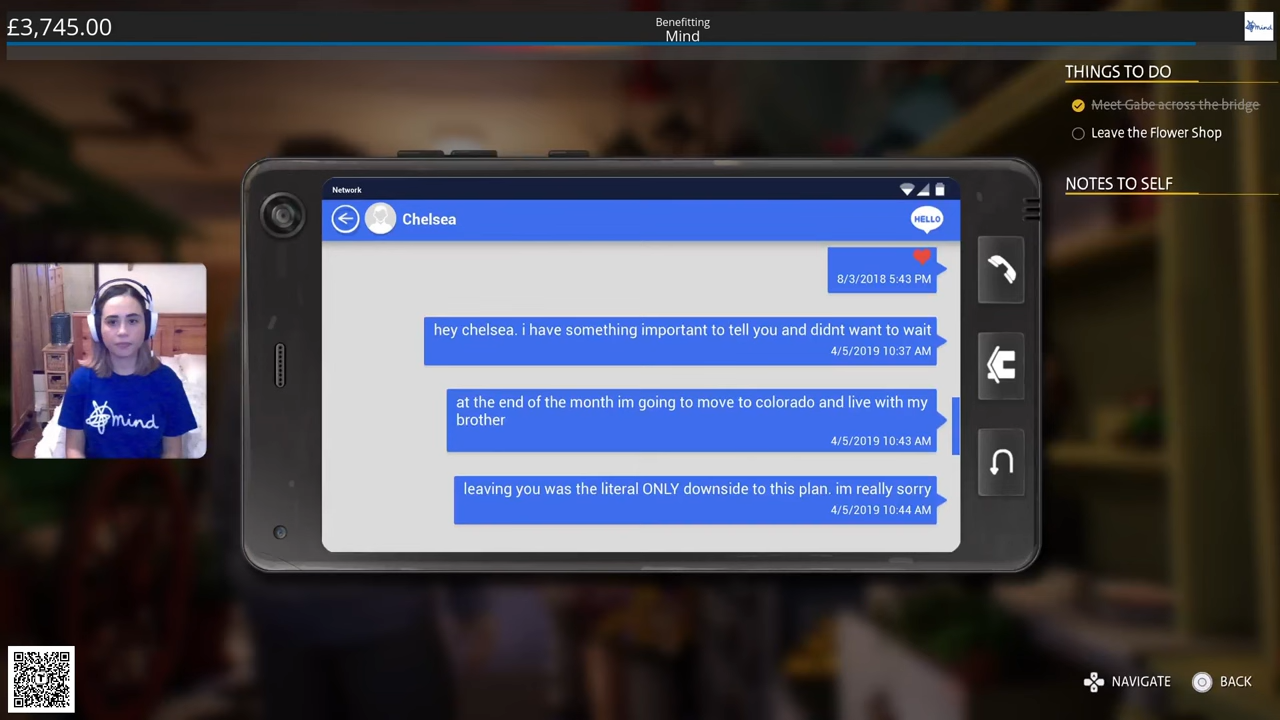 £3,745.00
Benefitting
Mind
mind
THINGS TO DO
Meet Gabe across the bridge
Leave the Flower Shop
NOTES TO SELF
Network
Chelsea
HELLO
8/3/2018 5:43 PM
hey chelsea. i have something important to tell you and didnt want to wait
4/5/2019 10:37 AM
at the end of the month im going to move to colorado and live with my
brother
4/5/2019 10:43 AM
leaving you was the literal ONLY downside to this plan. im really sorry
4/5/2019 10:44 AM
mind
NAVIGATE
BACK